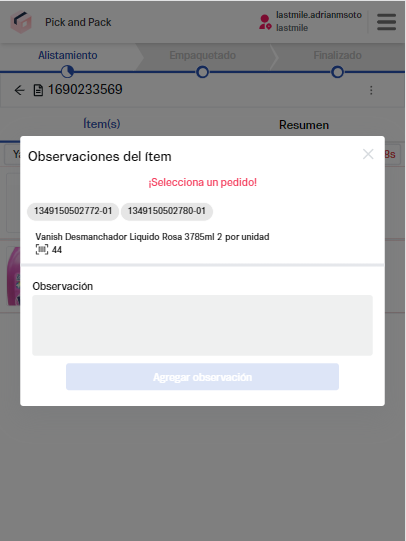 Pick and Pack
lastmile.adrianmsoto
lastmile
Alistamiento
Empaquetado
Finalizado
1690233569
Ítem(s)
Resumen
Observaciones del ítem
¡Selecciona un pedido!
1349150502772-01
1349150502780-01
Vanish Desmanchador Liquido Rosa 3785ml 2 por unidad
44
Observación
Agregar observación